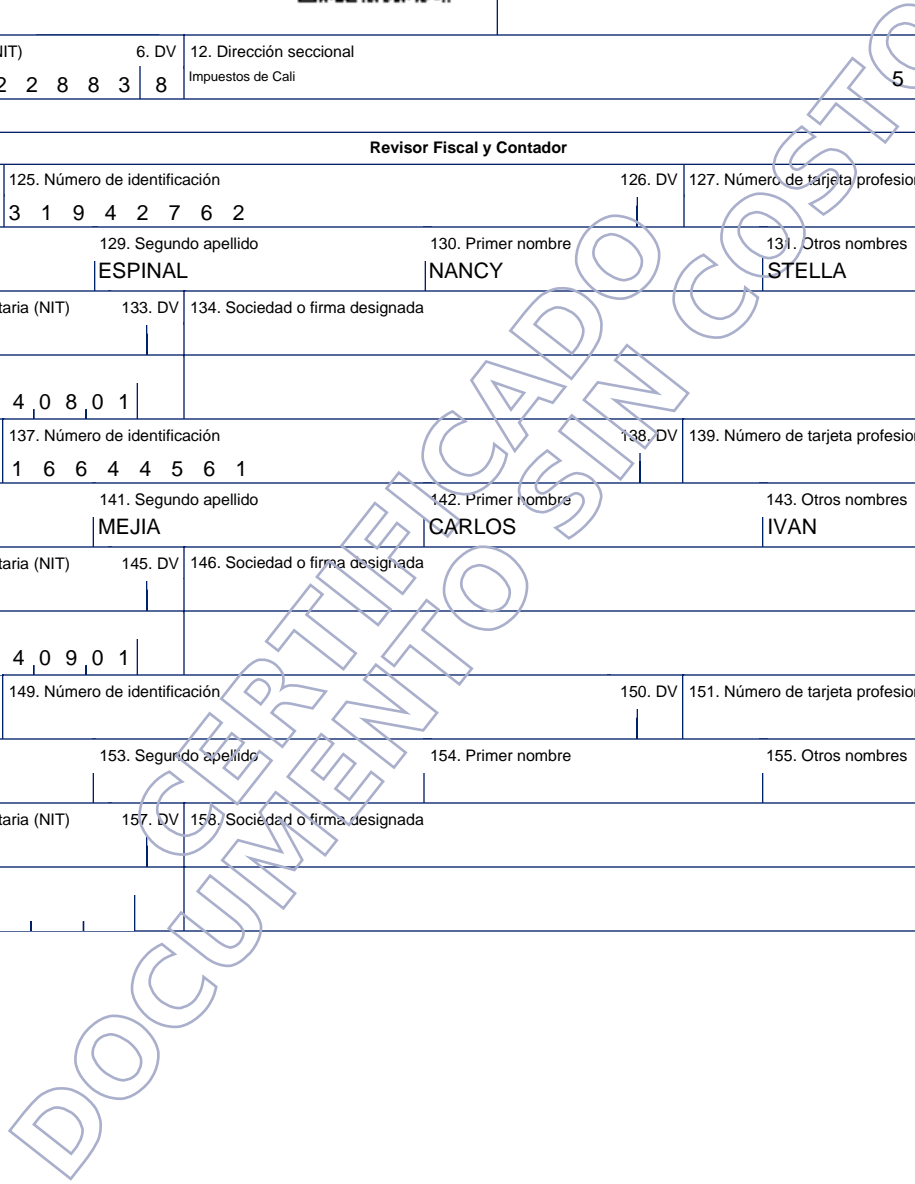 6. DV 12. Dirección seccional
2 2 8 8 3 8 Impuestos de Cali 5
Revisor Fiscal y Contador
125. Número de identificación 126. DV 127. Número de tarjeta profesion
3 1 9 4 2 7 6 2
129. Segundo apellido 130. Primer nombre 131. Otros nombres
ESPINAL NANCY STELLA
taria (NIT) 133. DV 134. Sociedad o firma designada
4 0 8 0 1
137. Número de identificación 138. DV 139. Número de tarjeta profesion
1 6 6 4 4 5 6 1
141. Segundo apellido 142. Primer nombre 143. Otros nombres
MEJIA CARLOS IVAN
taria (NIT) 145. DV 146. Sociedad o firma designada
4 0 9 0 1
149. Número de identificación 150. DV 151. Número de tarjeta profesion
153. Segundo apellido 154. Primer nombre 155. Otros nombres
taria (NIT) 157. DV 158. Sociedad o firma designada
CERTIFICADO
DOCUMENTO SIN COSTO